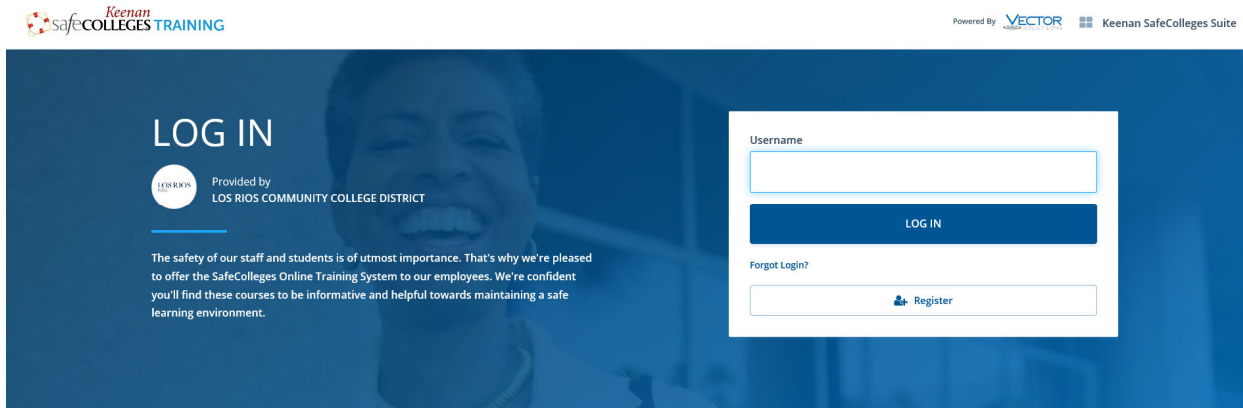 Keenan
safeCOLLEGES TRAINING
Powered By VECTOR SOLUTIONS
Keenan SafeColleges Suite
LOG IN
LOS RIOS
Provided by
LOS RIOS COMMUNITY COLLEGE DISTRICT
The safety of our staff and students is of utmost importance. That's why we're pleased
to offer the SafeColleges Online Training System to our employees. We're confident
you'll find these courses to be informative and helpful towards maintaining a safe
learning environment.
Username
LOG IN
Forgot Login?
Register